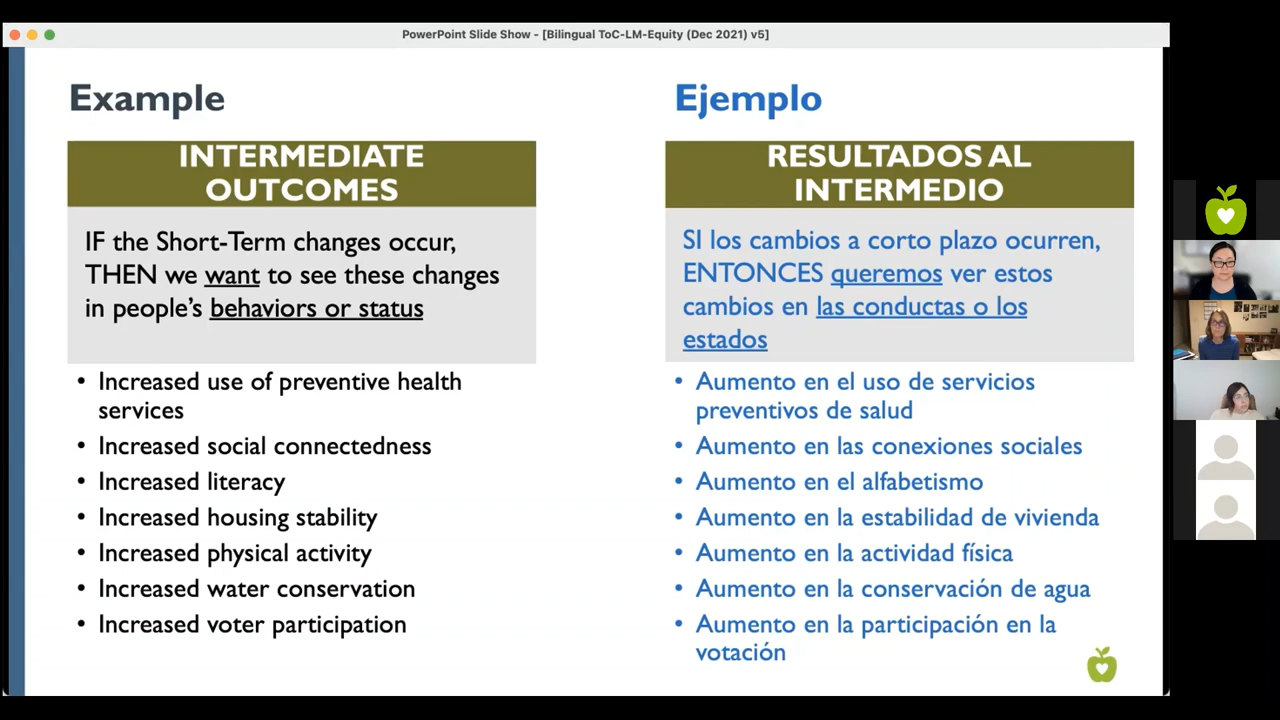 PowerPoint Slide Show - [Bilingual ToC-LM-Equity (Dec 2021) v5]
Example
INTERMEDIATE
OUTCOMES
IF the Short-Term changes occur,
THEN we want to see these changes
in people's behaviors or status
• Increased use of preventive health
services
• Increased social connectedness
• Increased literacy
• Increased housing stability
• Increased physical activity
• Increased water conservation
• Increased voter participation
Ejemplo
RESULTADOS AL
INTERMEDIO
SI los cambios a corto plazo ocurren,
ENTONCES queremos ver estos
cambios en las conductas o los
estados
• Aumento en el uso de servicios
preventivos de salud
• Aumento en las conexiones sociales
• Aumento en el alfabetismo
• Aumento en la estabilidad de vivienda
• Aumento en la actividad física
• Aumento en la conservación de agua
• Aumento en la participación en la
votación